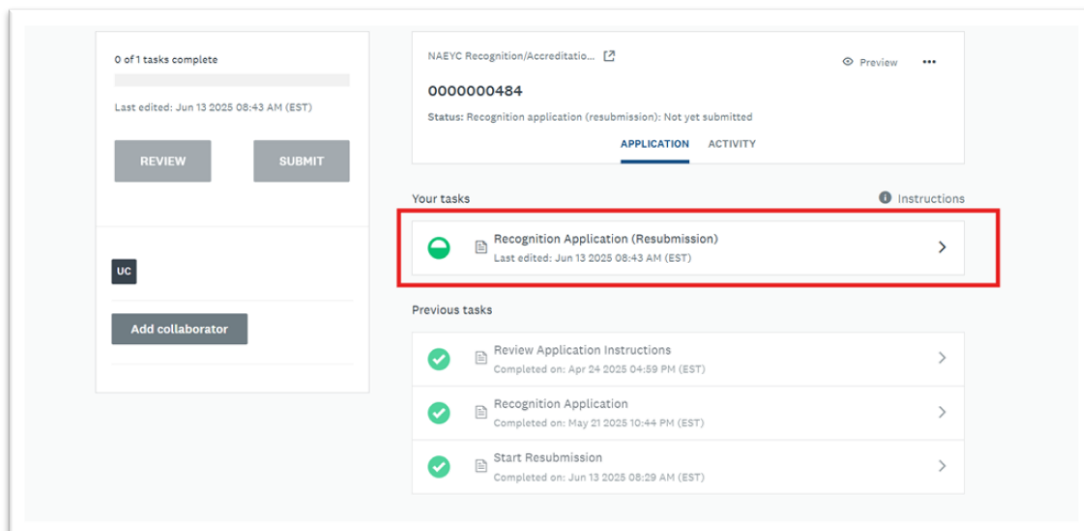 0 of 1 tasks complete
Last edited: Jun 13 2025 08:43 AM (EST)
REVIEW
SUBMIT
UC
Add collaborator
NAEYC Recognition/Accreditatio...
Preview
0000000484
Status: Recognition application (resubmission): Not yet submitted
APPLICATION ACTIVITY
Your tasks
Instructions
Recognition Application (Resubmission)
Last edited: Jun 13 2025 08:43 AM (EST)
Previous tasks
Review Application Instructions
Completed on: Apr 24 2025 04:59 PM (EST)
Recognition Application
Completed on: May 21 2025 10:44 PM (EST)
Start Resubmission
Completed on: Jun 13 2025 08:29 AM (EST)